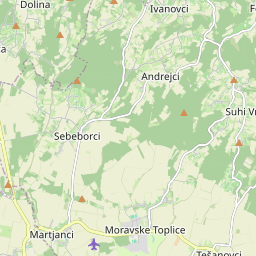 Dolina
Ivanovci
Andrejci
Suhi Vr
Sebeborci
Martjanci
Moravske Toplice
Tešanovci